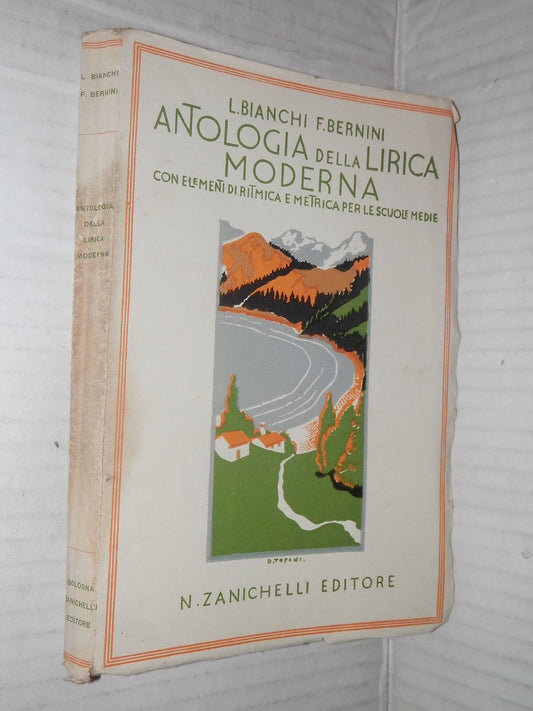 L. BIANCHI
F. BERNINI
ANTOLOGIA
DELLA
LIRICA
MODERNA
BOLOGNA
ZANICHELLI
EDITORE
L. BIANCHI F. BERNINI
ANTOLOGIA DELLA LIRICA
MODERNA
CON ELEMENTI DI RITMICA E METRICA PER LE SCUOLE MEDIE
N. ZANICHELLI EDITORE